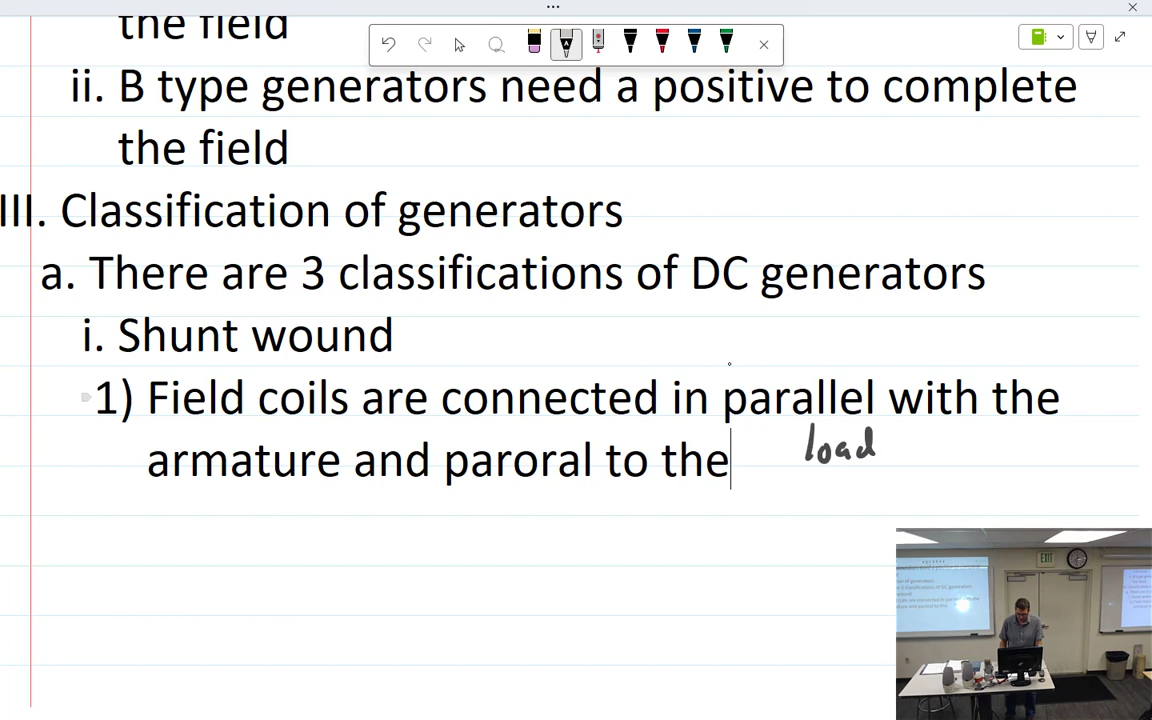 the field
ii. B type generators need a positive to complete
the field
III. Classification of generators
a. There are 3 classifications of DC generators
i. Shunt wound
1) Field coils are connected in parallel with the
armature and paroral to the load
EXIT